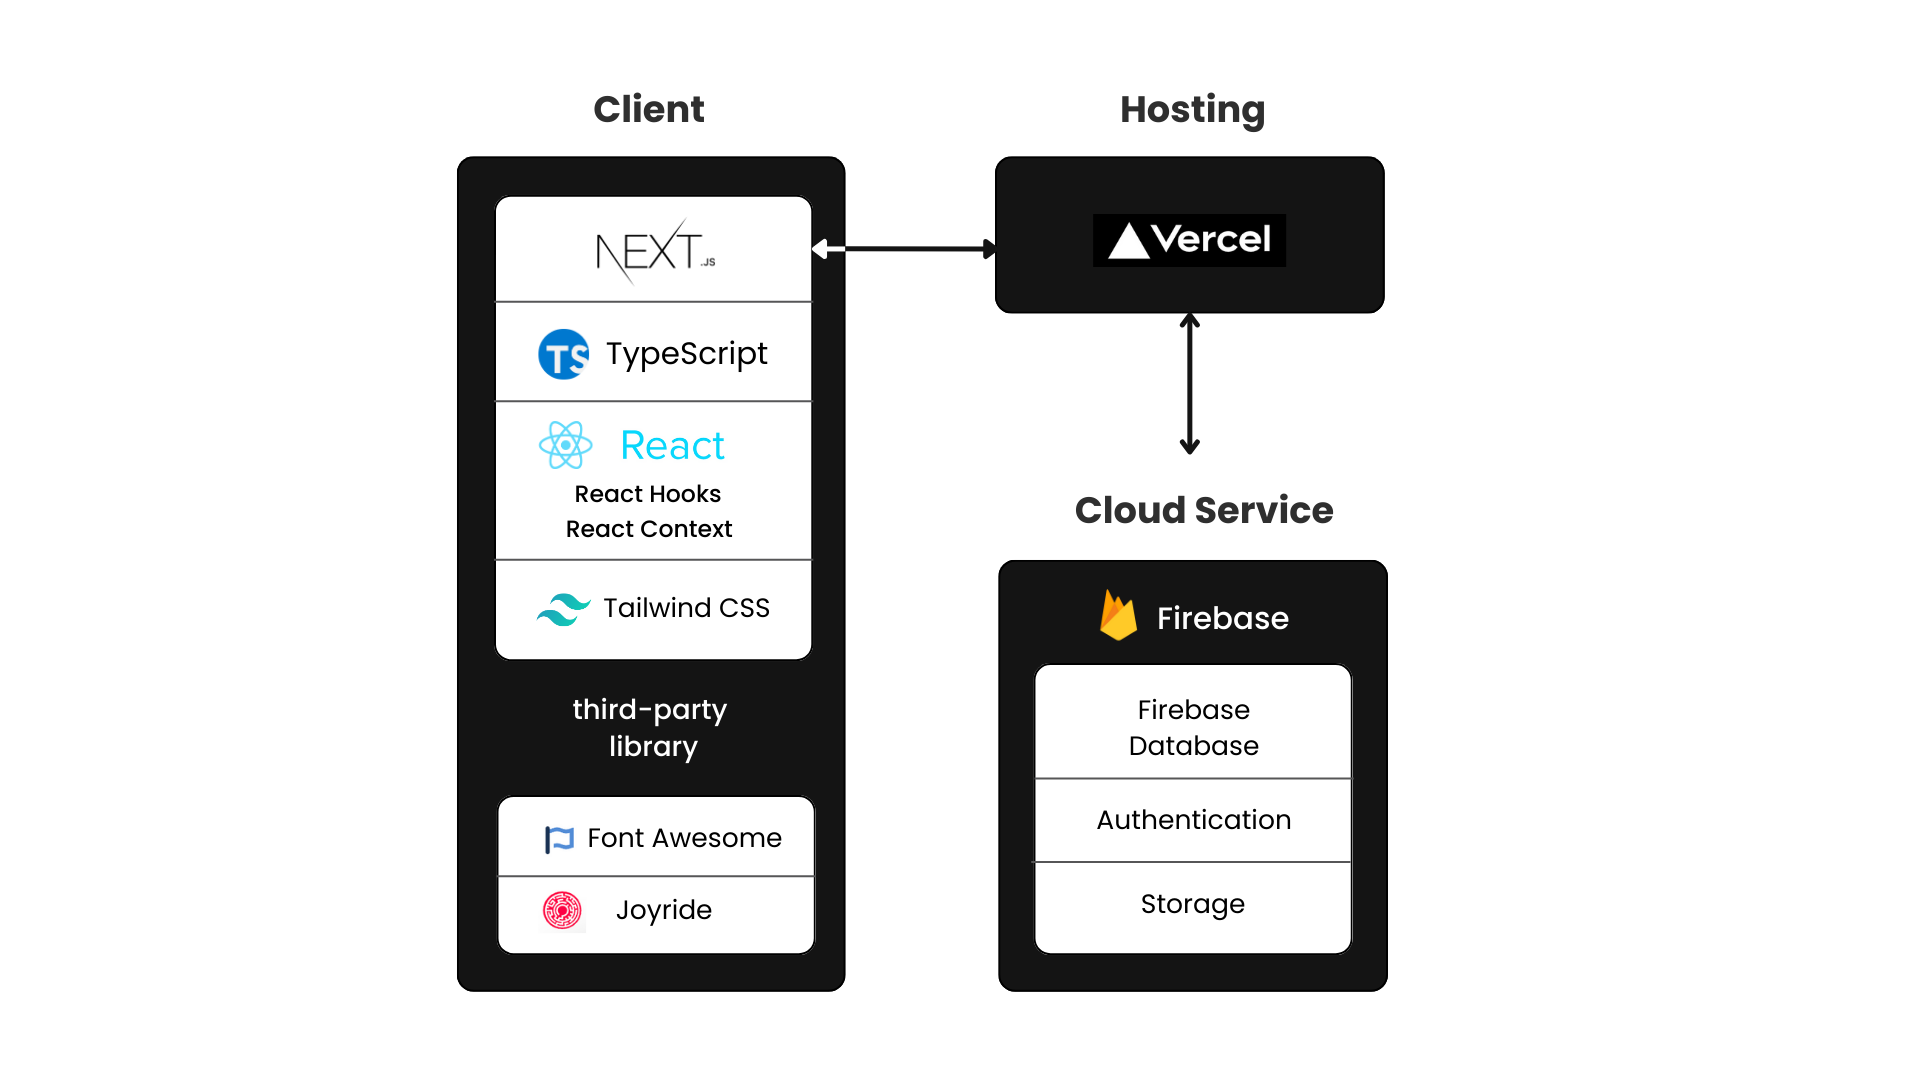 Client
NEXT.JS
TS TypeScript
React
React Hooks
React Context
Tailwind CSS
third-party
library
Font Awesome
Joyride
Hosting
Vercel
Cloud Service
Firebase
Firebase
Database
Authentication
Storage